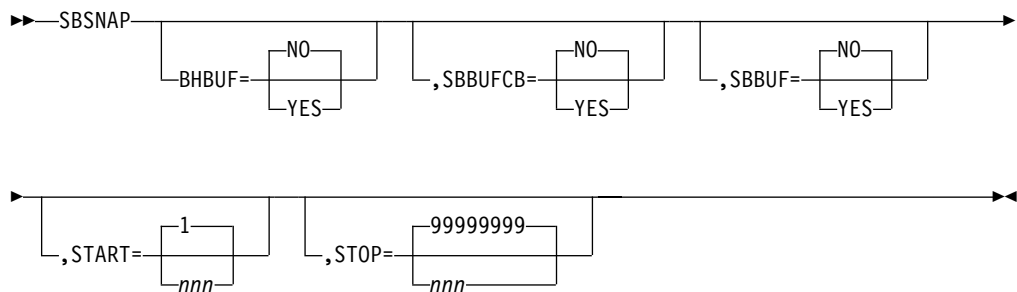 SBSNAP
NO NO NO
BHBUF= ,SBBUFCB= ,SBBUF=
YES YES YES
1 99999999
,START= ,STOP=
nnn nnn